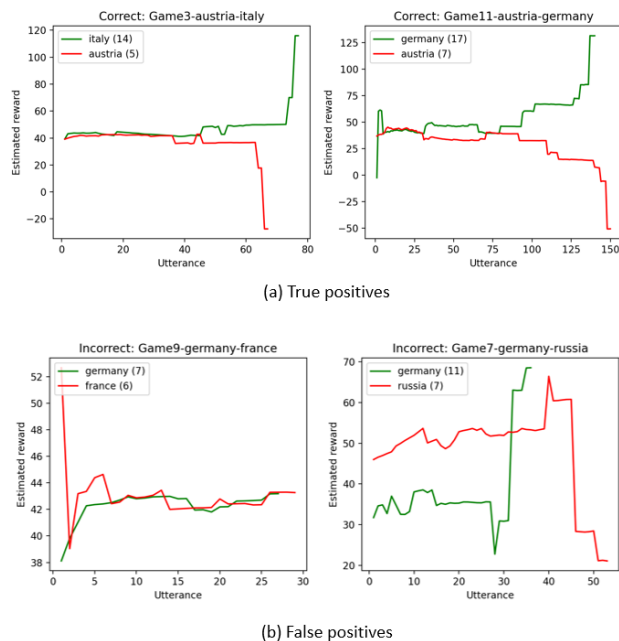 Correct: Game3-austria-italy
italy (14)
austria (5)
Estimated reward
120
100
80
60
40
20
0
−20
0 10 20 30 40 50 60 70 80
Utterance
Correct: Game11-austria-germany
germany (17)
austria (7)
Estimated reward
125
100
75
50
25
0
−25
−50
0 25 50 75 100 125 150
Utterance
(a) True positives
Incorrect: Game9-germany-france
germany (7)
france (6)
Estimated reward
52
50
48
46
44
42
40
38
0 5 10 15 20 25 30
Utterance
Incorrect: Game7-germany-russia
germany (11)
russia (7)
Estimated reward
70
60
50
40
30
20
0 10 20 30 40 50
Utterance
(b) False positives